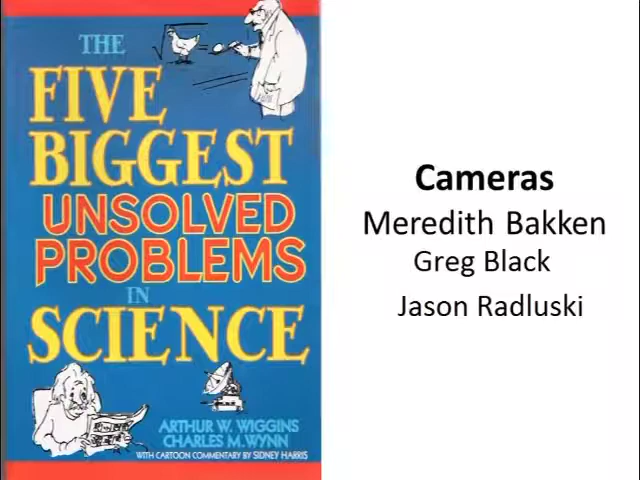 THE
FIVE
BIGGEST
UNSOLVED
PROBLEMS
IN
SCIENCE
ARTHUR W. WIGGINS
CHARLES M. WYNN
WITH CARTOON COMMENTARY BY SIDNEY HARRIS
Cameras
Meredith Bakken
Greg Black
Jason Radluski